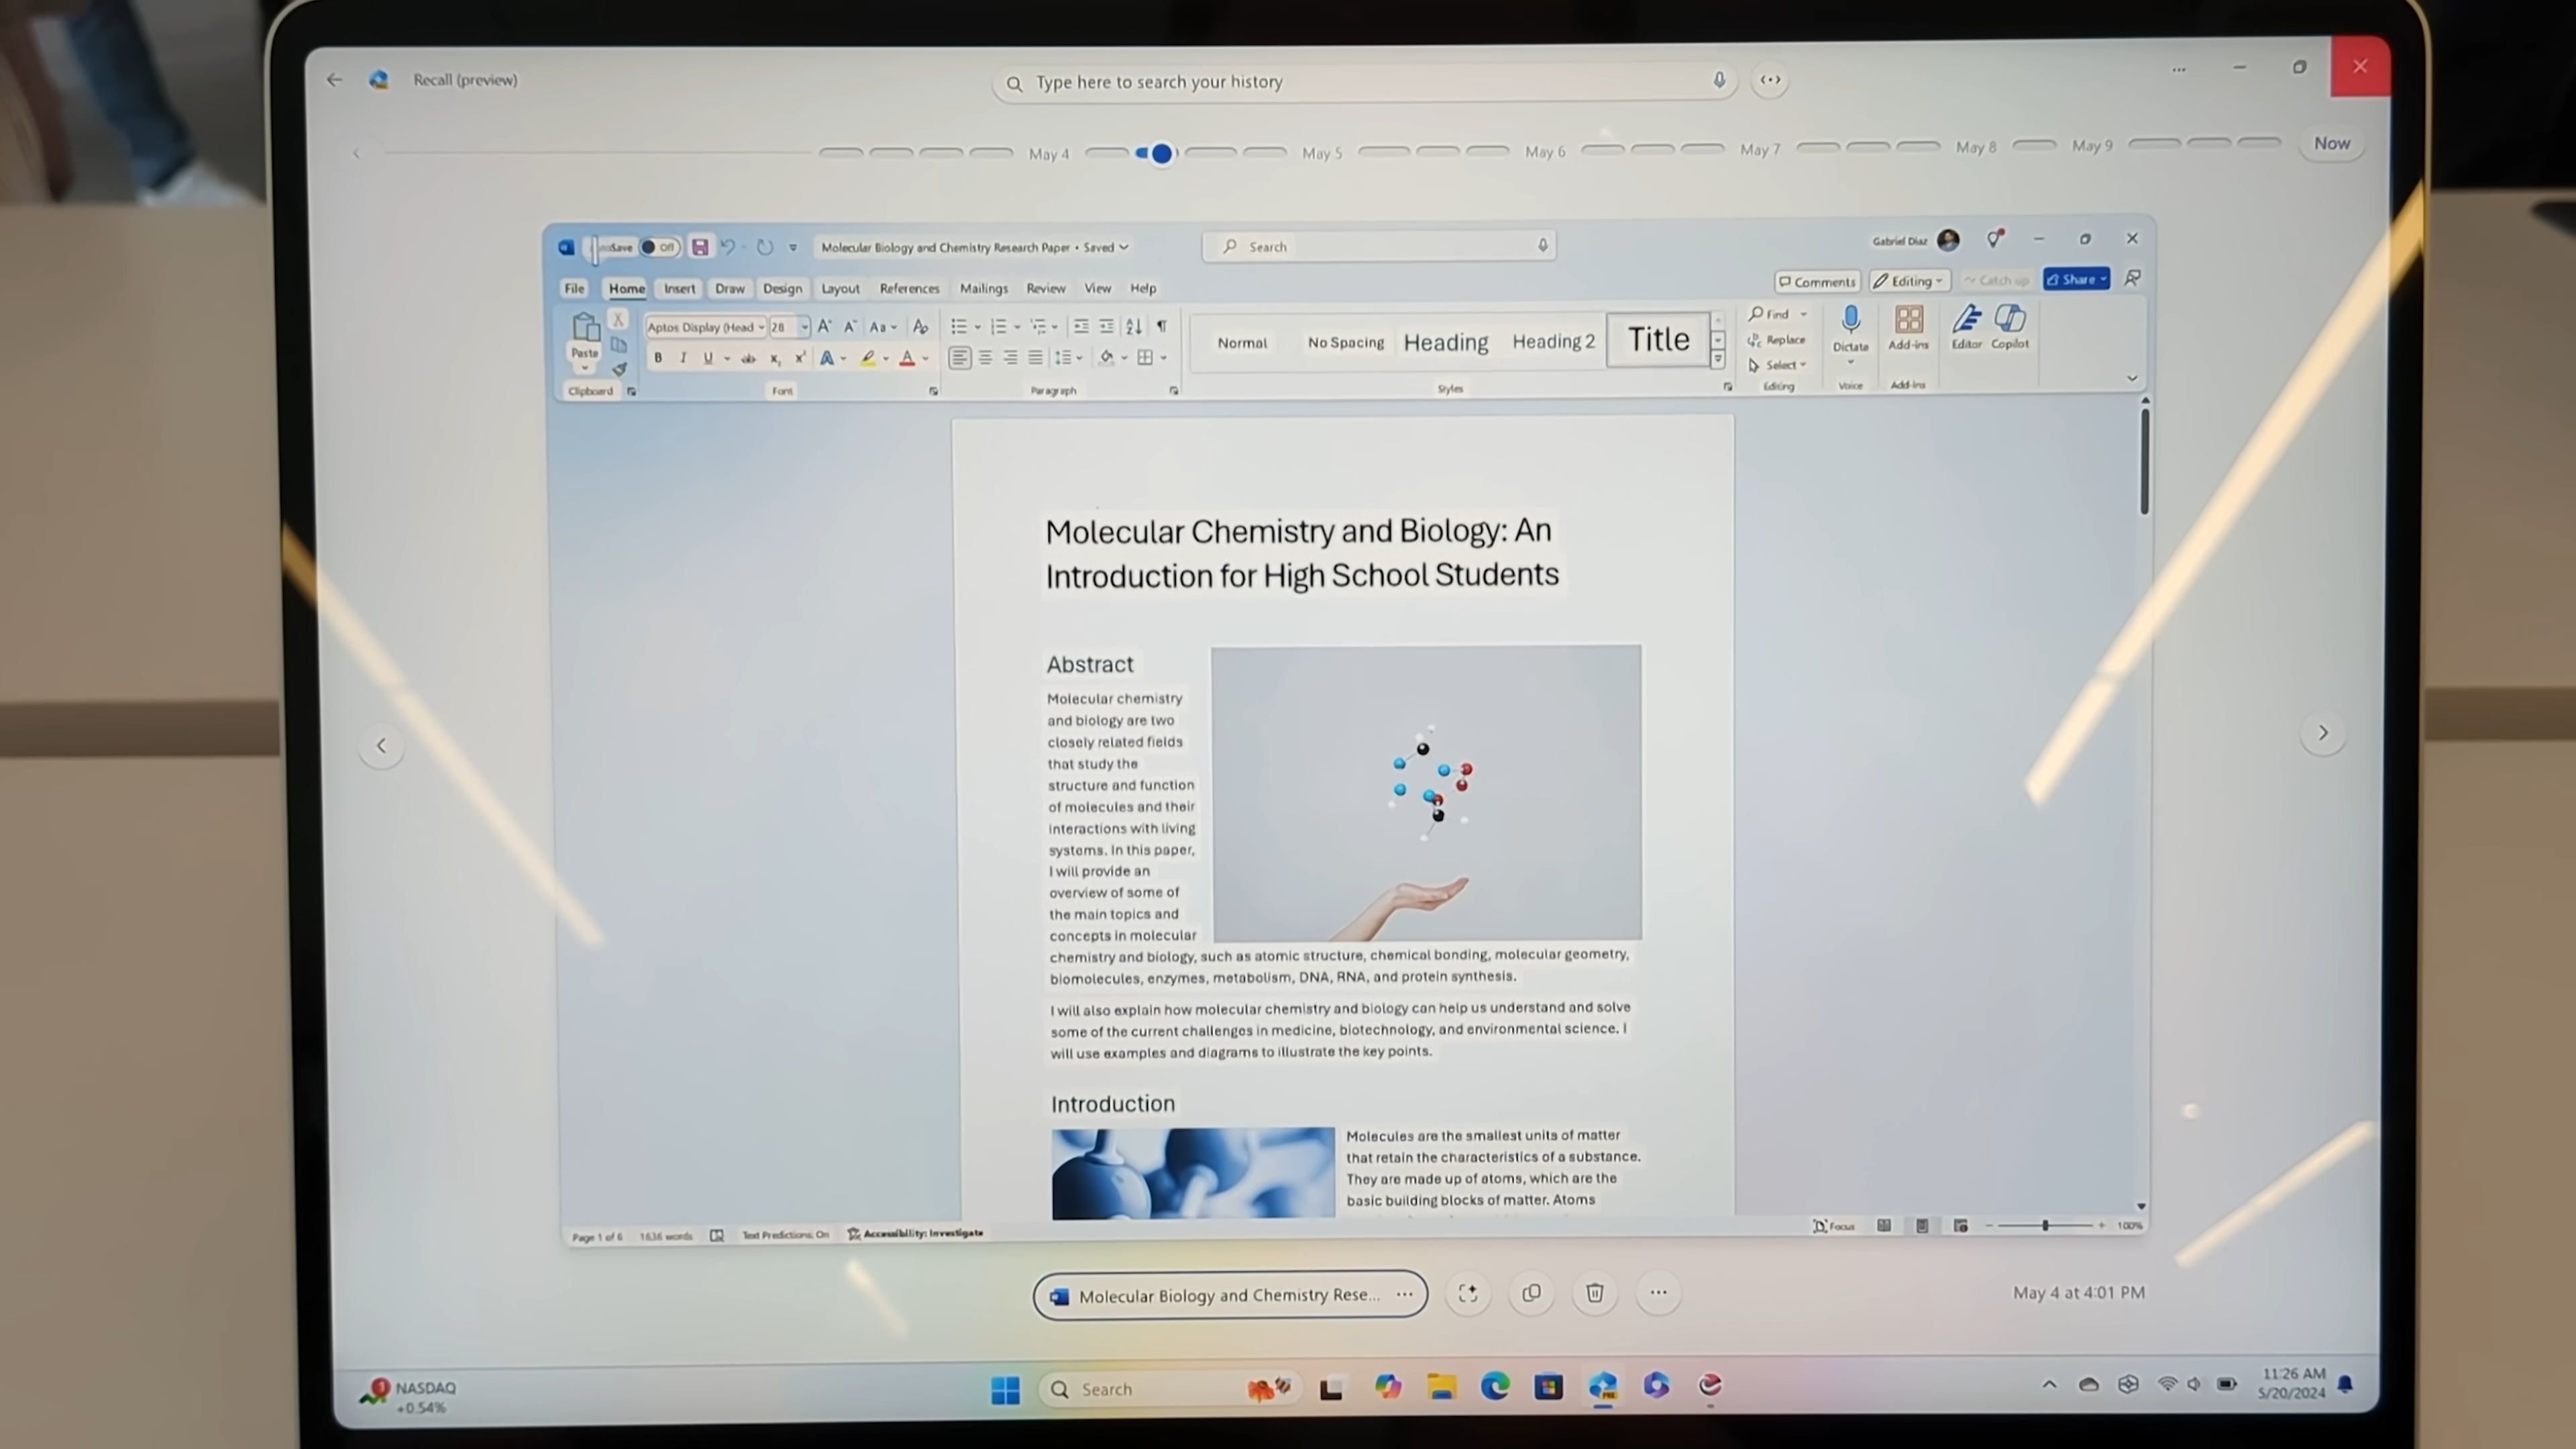 Recall (preview)
Type here to search your history
May 4
May 5
May 6
May 7
May 8
May 9
Now
Off
Molecular Biology and Chemistry Research Paper • Saved
Search
Gabriel Diaz
File Home Insert Draw Design Layout References Mailings Review View Help
Comments Editing Catch up Share
Paste
Clipboard
Aptos Display (Head 28
Font
Paragraph
Normal No Spacing Heading Heading 2 Title
Styles
Find
Replace
Select
Editing
Dictate
Voice
Add-ins
Add-ins
Editor Copilot
Molecular Chemistry and Biology: An
Introduction for High School Students
Abstract
Molecular chemistry
and biology are two
closely related fields
that study the
structure and function
of molecules and their
interactions with living
systems. In this paper,
I will provide an
overview of some of
the main topics and
concepts in molecular
chemistry and biology, such as atomic structure, chemical bonding, molecular geometry,
biomolecules, enzymes, metabolism, DNA, RNA, and protein synthesis.
I will also explain how molecular chemistry and biology can help us understand and solve
some of the current challenges in medicine, biotechnology, and environmental science. I
will use examples and diagrams to illustrate the key points.
Introduction
Molecules are the smallest units of matter
that retain the characteristics of a substance.
They are made up of atoms, which are the
basic building blocks of matter. Atoms
Page 1 of 6 1636 words Text Predictions: On Accessibility: Investigate
Focus 100%
Molecular Biology and Chemistry Rese...
May 4 at 4:01 PM
1
NASDAQ
+0.54%
Search
PRE
11:26 AM
5/20/2024